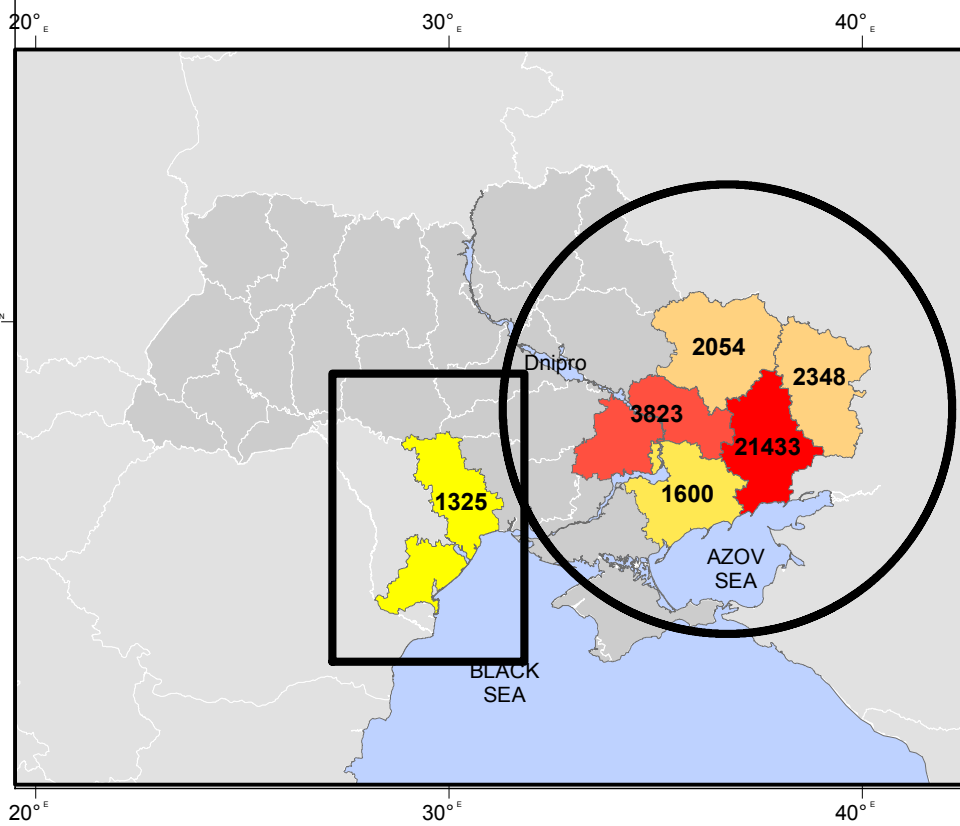 20° E 30° E 40° E
N
2054
Dnipro
2348
3823
21433
1600
1325
AZOV
SEA
BLACK
SEA
20° E 30° E 40° E